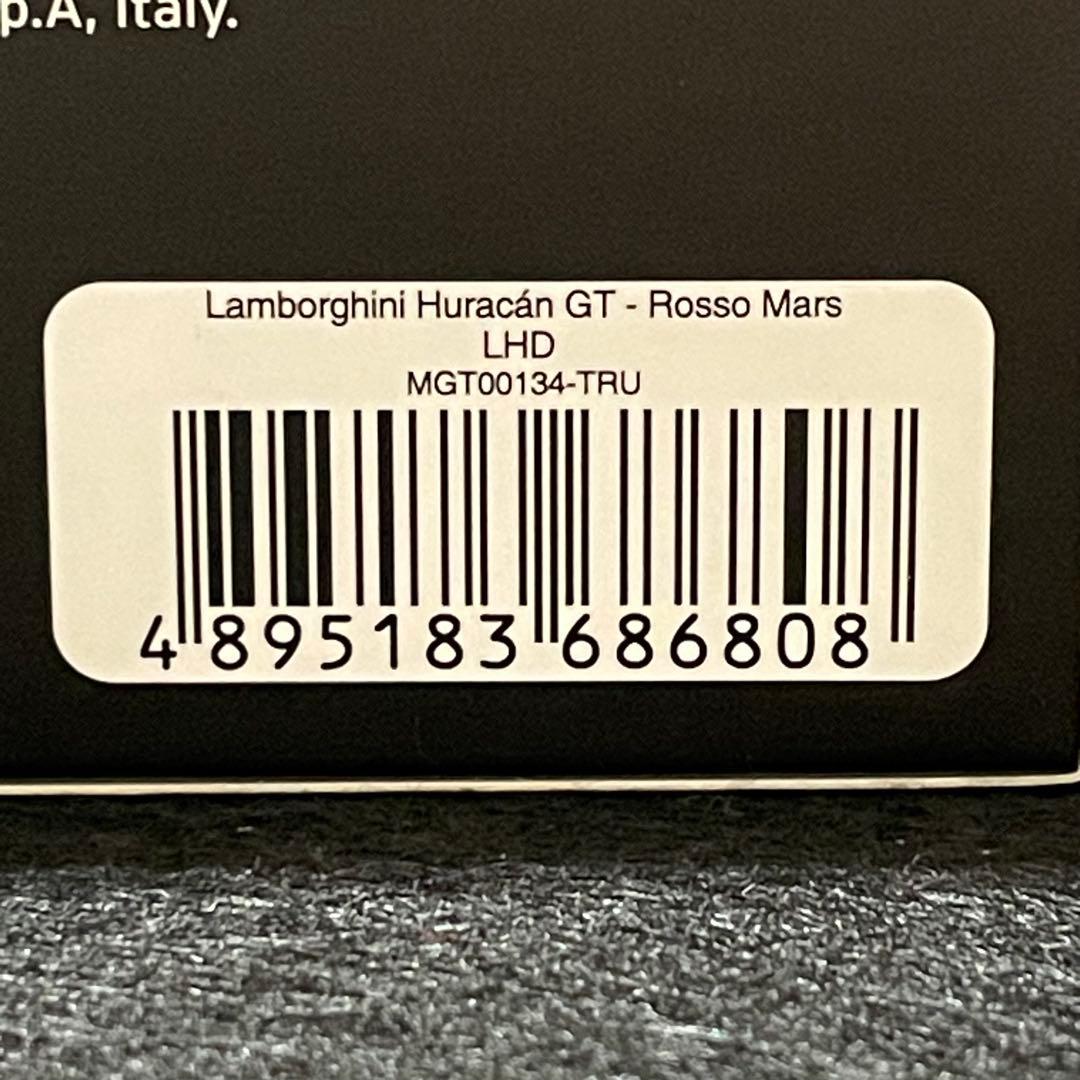 p.A, Italy.
Lamborghini Huracán GT - Rosso Mars
LHD
MGT00134-TRU
4 895183 686808